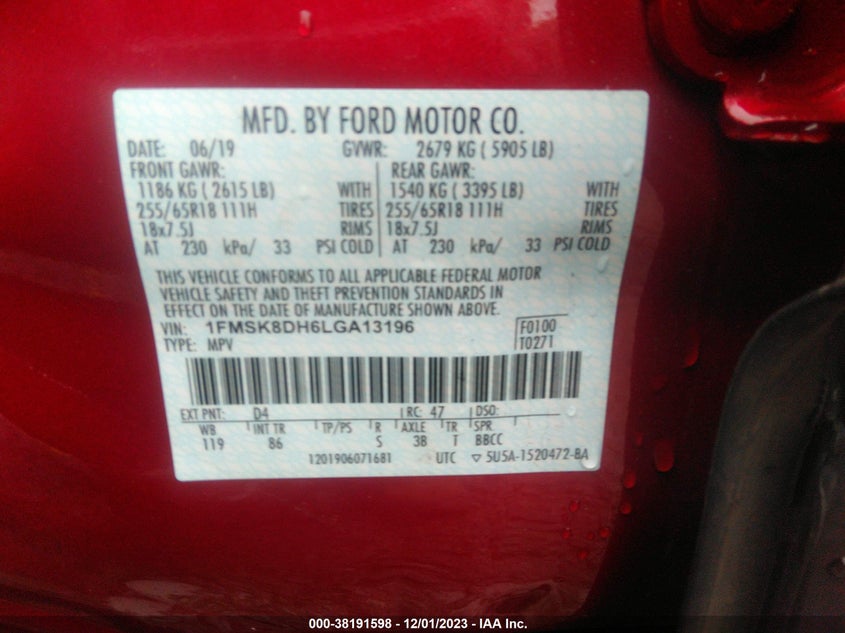 MFD. BY FORD MOTOR CO.
DATE: 06/19 GVWR: 2679 KG ( 5905 LB)
FRONT GAWR: REAR GAWR:
1186 KG ( 2615 LB) WITH 1540 KG ( 3395 LB) WITH
255/65R18 111H TIRES 255/65R18 111H TIRES
18x7.5J RIMS 18x7.5J RIMS
AT 230 kPa/ 33 PSI COLD AT 230 kPa/ 33 PSI COLD
THIS VEHICLE CONFORMS TO ALL APPLICABLE FEDERAL MOTOR
VEHICLE SAFETY AND THEFT PREVENTION STANDARDS IN
EFFECT ON THE DATE OF MANUFACTURE SHOWN ABOVE.
VIN: 1FMSK8DH6LGA13196 F0100
TYPE: MPV T0271
EXT PNT: D4 RC: 47 DSO:
WB INT TR TP/PS R AXLE TR SPR
119 86 S 3B T BBCC
1201906071681 UTC ▽ 5U5A-1520472-BA
000-38191598 - 12/01/2023 - IAA Inc.